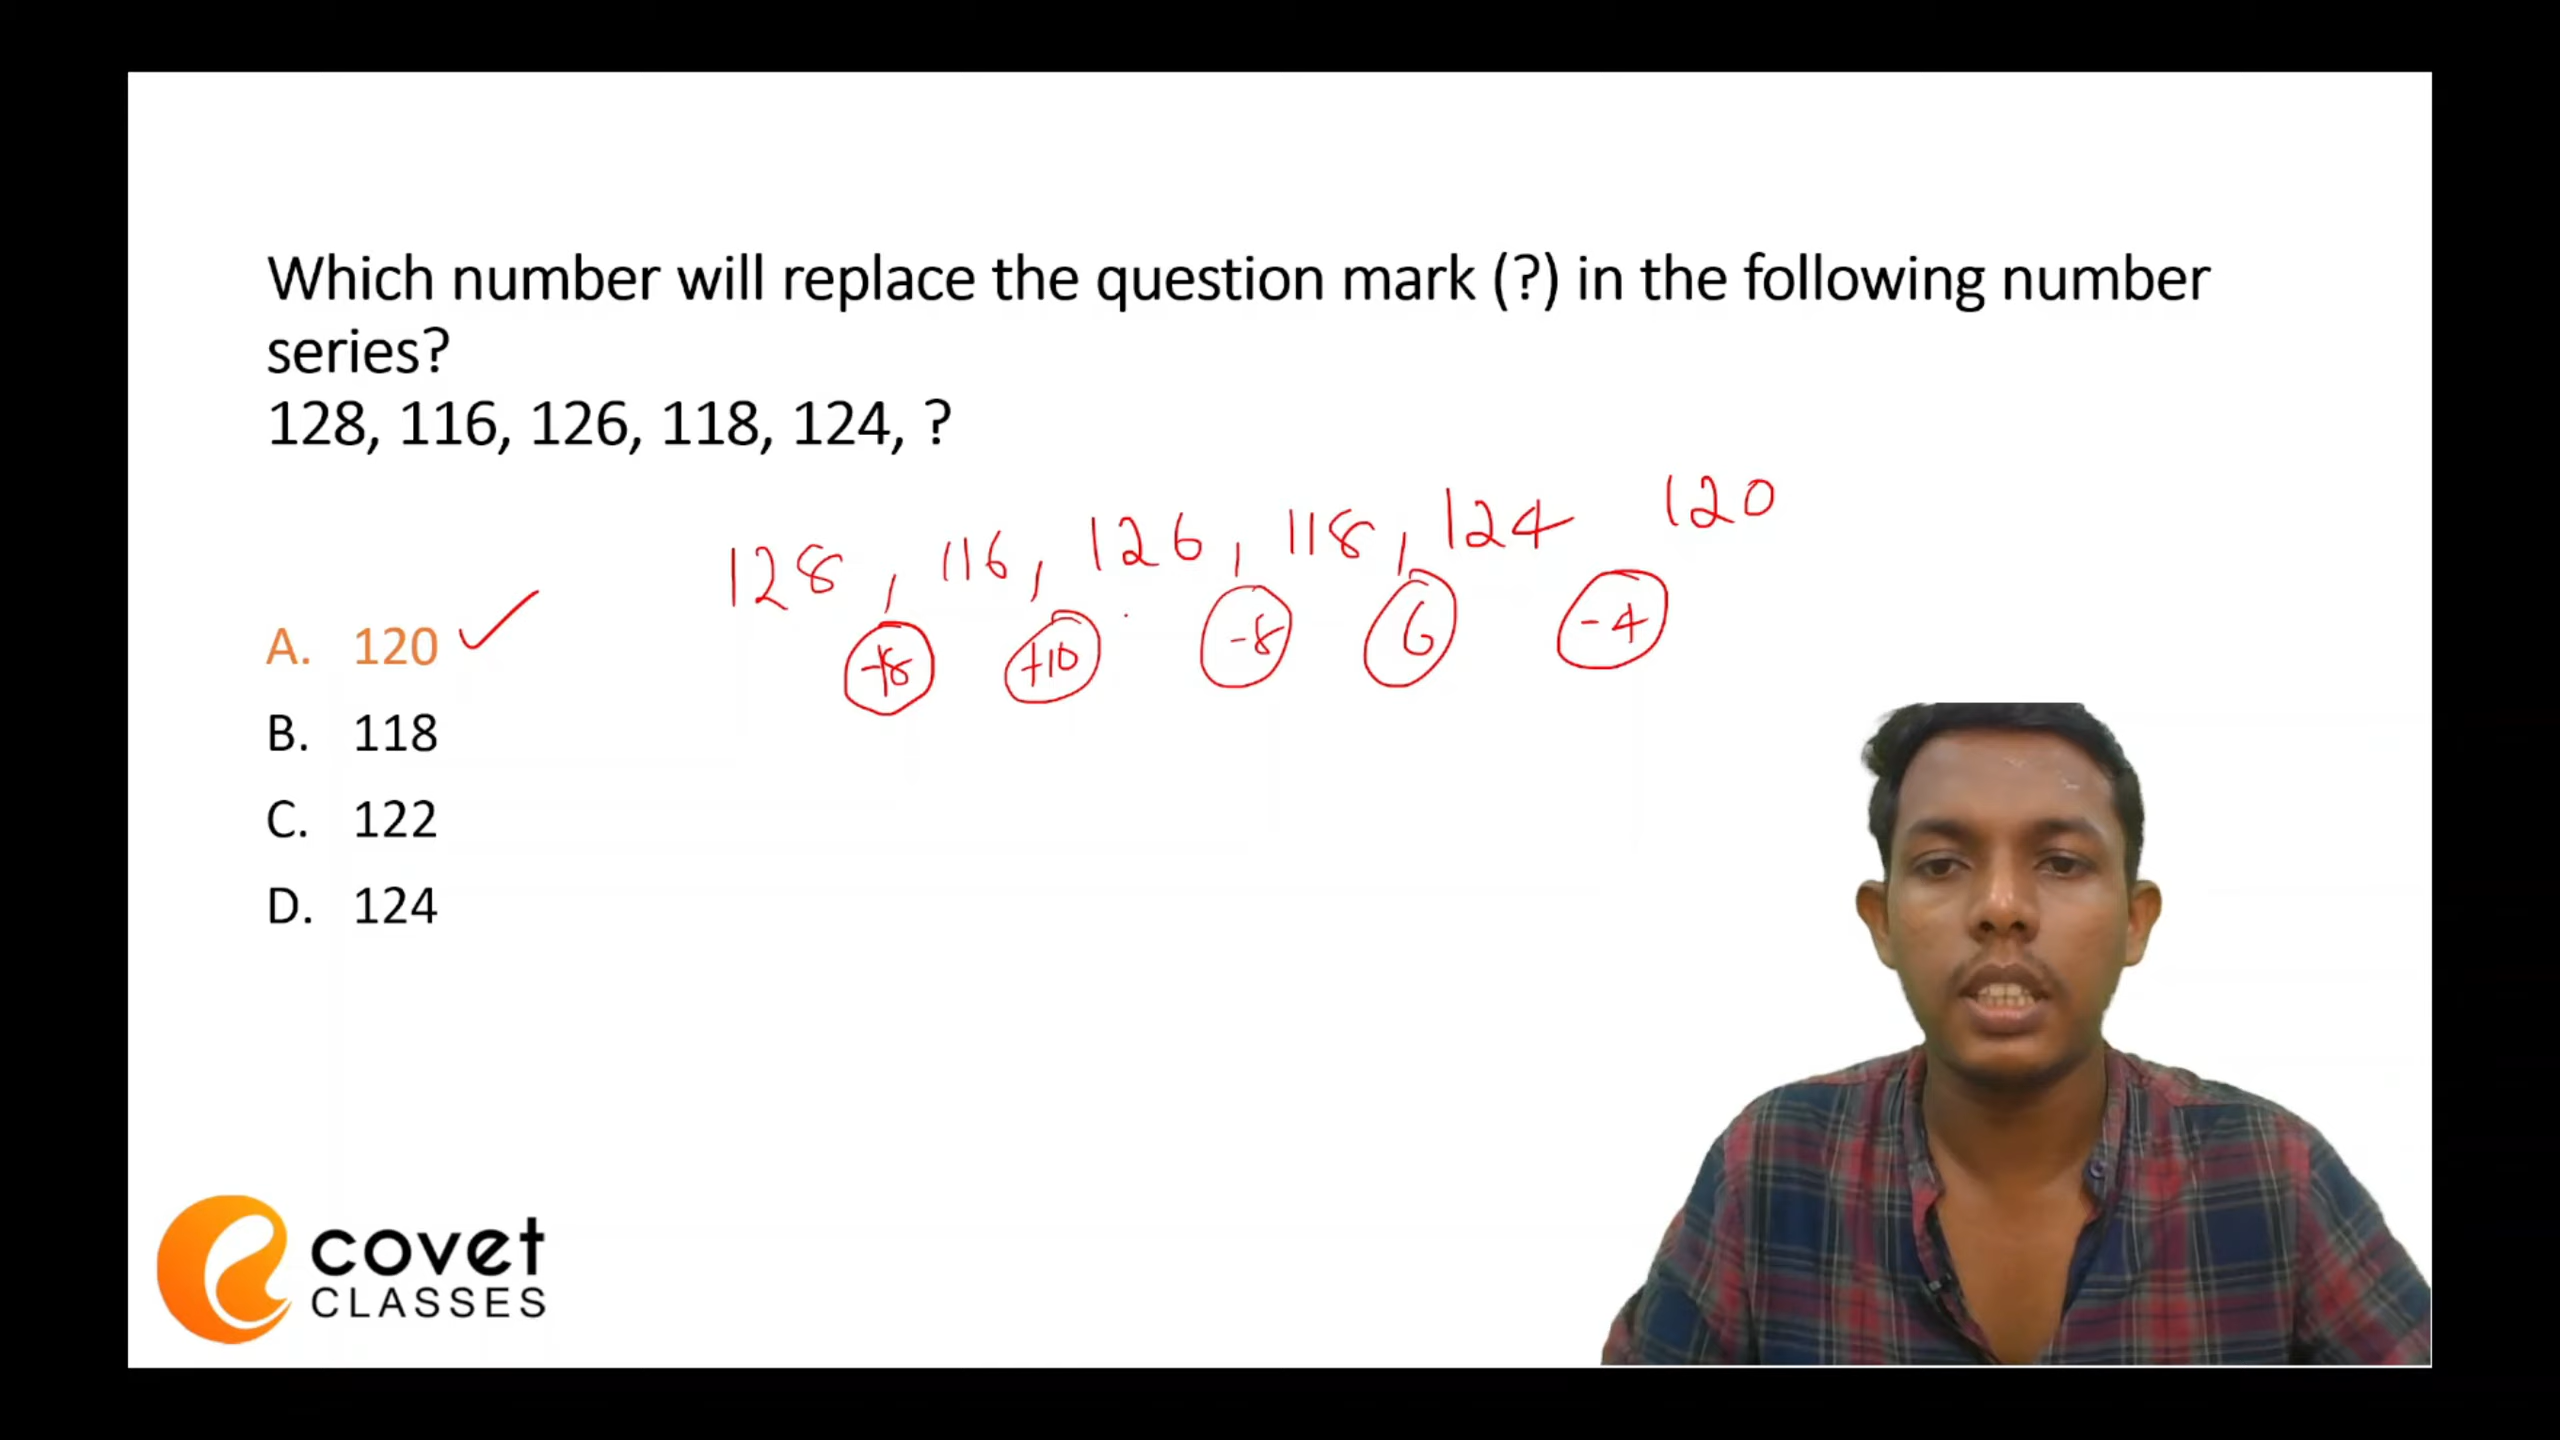 Which number will replace the question mark (?) in the following number
series?
128, 116, 126, 118, 124, ?
128, 116, 126, 118, 124 120
+10 -8 6 -4
A. 120
B. 118
C. 122
D. 124
covet
CLASSES